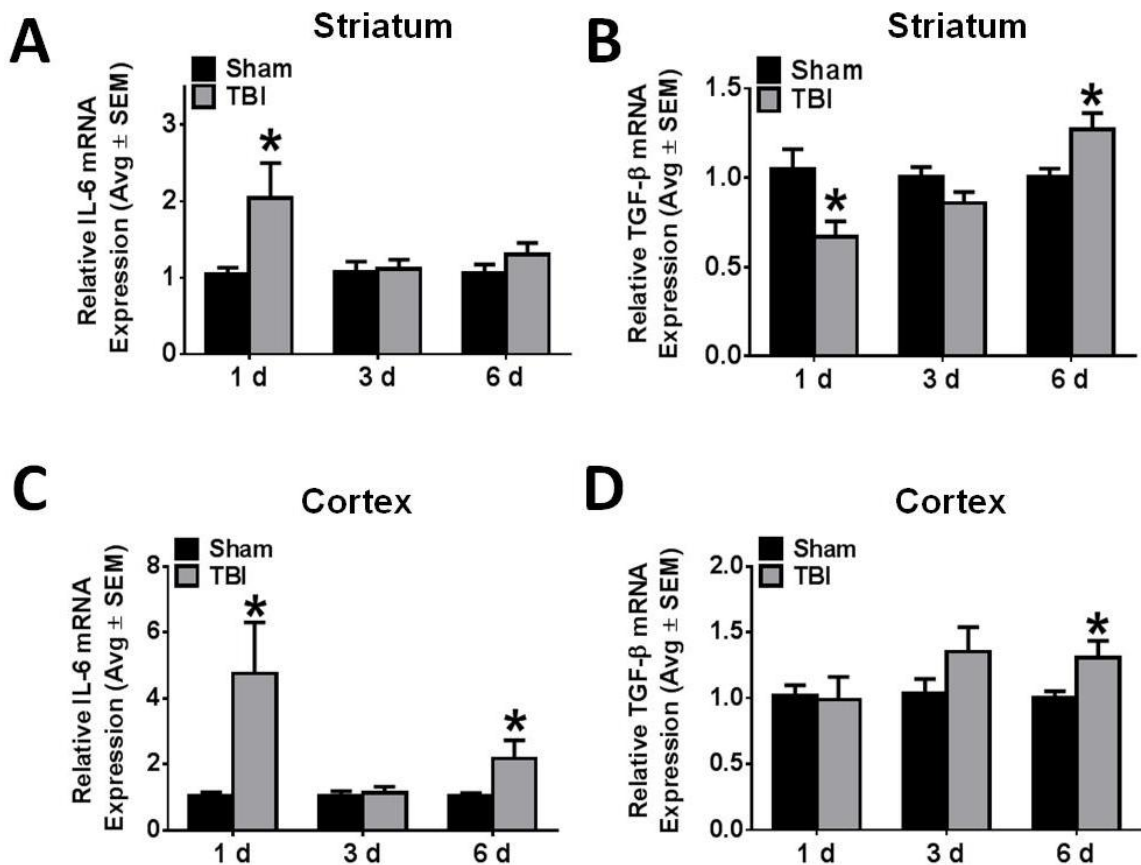 A
Striatum
Sham
TBI
Relative IL-6 mRNA
Expression (Avg ± SEM)
3
2
1
0
1 d
3 d
6 d
*
B
Striatum
Sham
TBI
Relative TGF-β mRNA
Expression (Avg ± SEM)
1.5
1.0
0.5
0.0
1 d
3 d
6 d
*
*
C
Cortex
Sham
TBI
Relative IL-6 mRNA
Expression (Avg ± SEM)
8
6
4
2
0
1 d
3 d
6 d
*
*
D
Cortex
Sham
TBI
Relative TGF-β mRNA
Expression (Avg ± SEM)
2.0
1.5
1.0
0.5
0.0
1 d
3 d
6 d
*